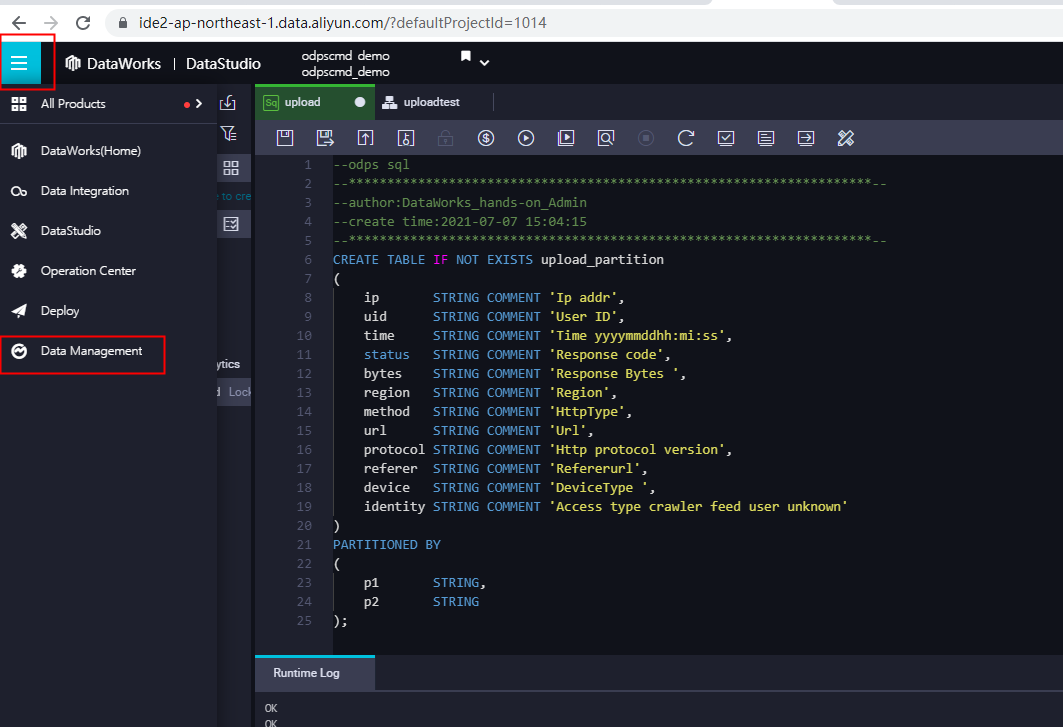 ide2-ap-northeast-1.data.aliyun.com/?defaultProjectId=1014
DataWorks | DataStudio
odpscmd demo
odpscmd_demo
All Products
DataWorks(Home)
Data Integration
DataStudio
Operation Center
Deploy
Data Management
to cre
ytics
Lock
Sq upload
uploadtest
1 --odps sql
2 --********************************************************************--
3 --author:DataWorks_hands-on_Admin
4 --create time:2021-07-07 15:04:15
5 --********************************************************************--
6 CREATE TABLE IF NOT EXISTS upload_partition
7 (
8 ip STRING COMMENT 'Ip addr',
9 uid STRING COMMENT 'User ID',
10 time STRING COMMENT 'Time yyyymmddhh:mi:ss',
11 status STRING COMMENT 'Response code',
12 bytes STRING COMMENT 'Response Bytes ',
13 region STRING COMMENT 'Region',
14 method STRING COMMENT 'HttpType',
15 url STRING COMMENT 'Url',
16 protocol STRING COMMENT 'Http protocol version',
17 referer STRING COMMENT 'Refererurl',
18 device STRING COMMENT 'DeviceType ',
19 identity STRING COMMENT 'Access type crawler feed user unknown'
20 )
21 PARTITIONED BY
22 (
23 p1 STRING,
24 p2 STRING
25 );
Runtime Log
OK
OK